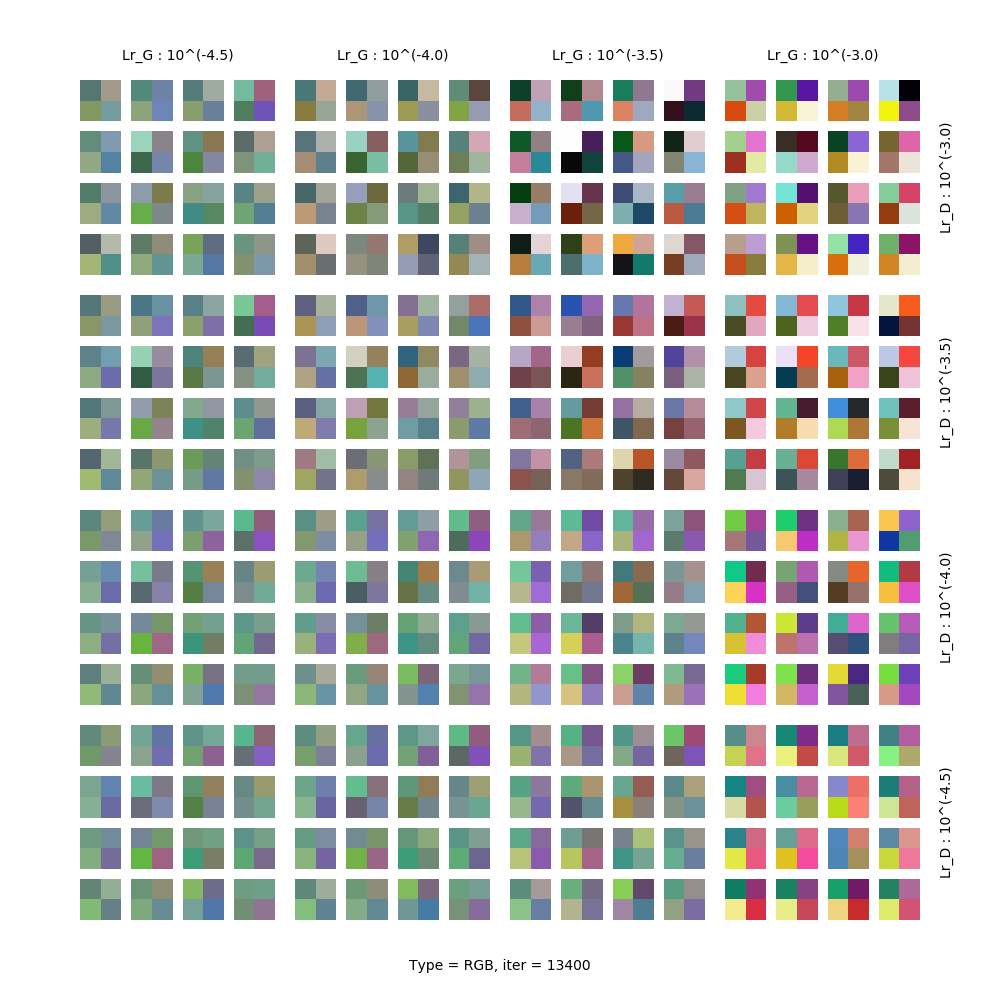 Lr_G : 10^(-4.5)
Lr_G : 10^(-4.0)
Lr_G : 10^(-3.5)
Lr_G : 10^(-3.0)
Lr_D : 10^(-3.0)
Lr_D : 10^(-3.5)
Lr_D : 10^(-4.0)
Lr_D : 10^(-4.5)
Type = RGB, iter = 13400